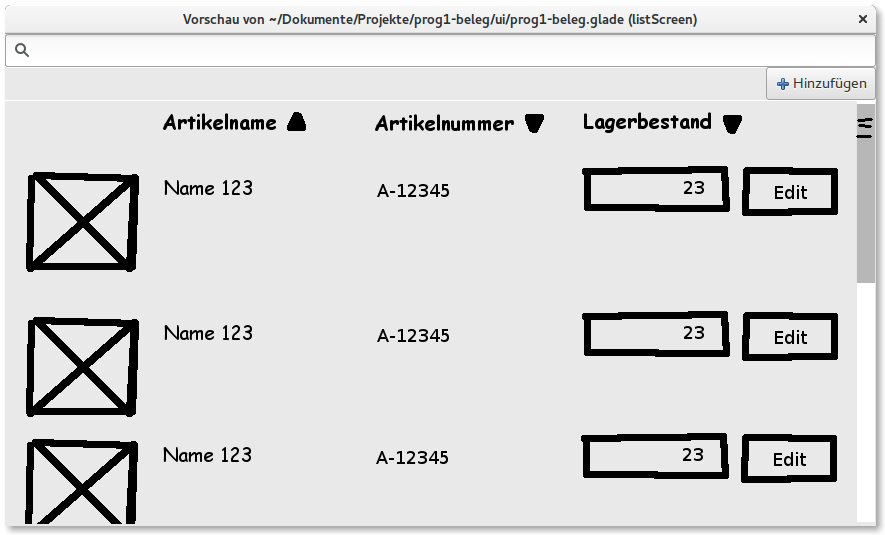 Vorschau von ~/Dokumente/Projekte/prog1-beleg/ui/prog1-beleg.glade (listScreen)
Hinzufügen
Artikelname Artikelnummer Lagerbestand
Name 123 A-12345 23 Edit
Name 123 A-12345 23 Edit
Name 123 A-12345 23 Edit